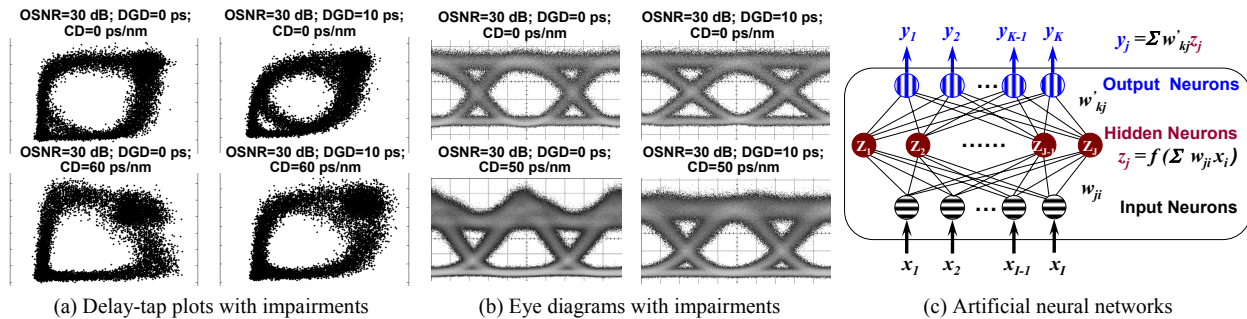 OSNR=30 dB; DGD=0 ps;
CD=0 ps/nm
OSNR=30 dB; DGD=10 ps;
CD=0 ps/nm
OSNR=30 dB; DGD=0 ps;
CD=60 ps/nm
OSNR=30 dB; DGD=10 ps;
CD=60 ps/nm
(a) Delay-tap plots with impairments
OSNR=30 dB; DGD=0 ps;
CD=0 ps/nm
OSNR=30 dB; DGD=10 ps;
CD=0 ps/nm
OSNR=30 dB; DGD=0 ps;
CD=50 ps/nm
OSNR=30 dB; DGD=10 ps;
CD=50 ps/nm
(b) Eye diagrams with impairments
y1 y2 yK-1 yK yj =Σw'kjzj
... Output Neurons
w'kj
Hidden Neurons
Z1 Z2 ...... ZJ-1 ZJ zj=f(Σ wjixi)
wji
... Input Neurons
x1 x2 xI-1 xI
(c) Artificial neural networks